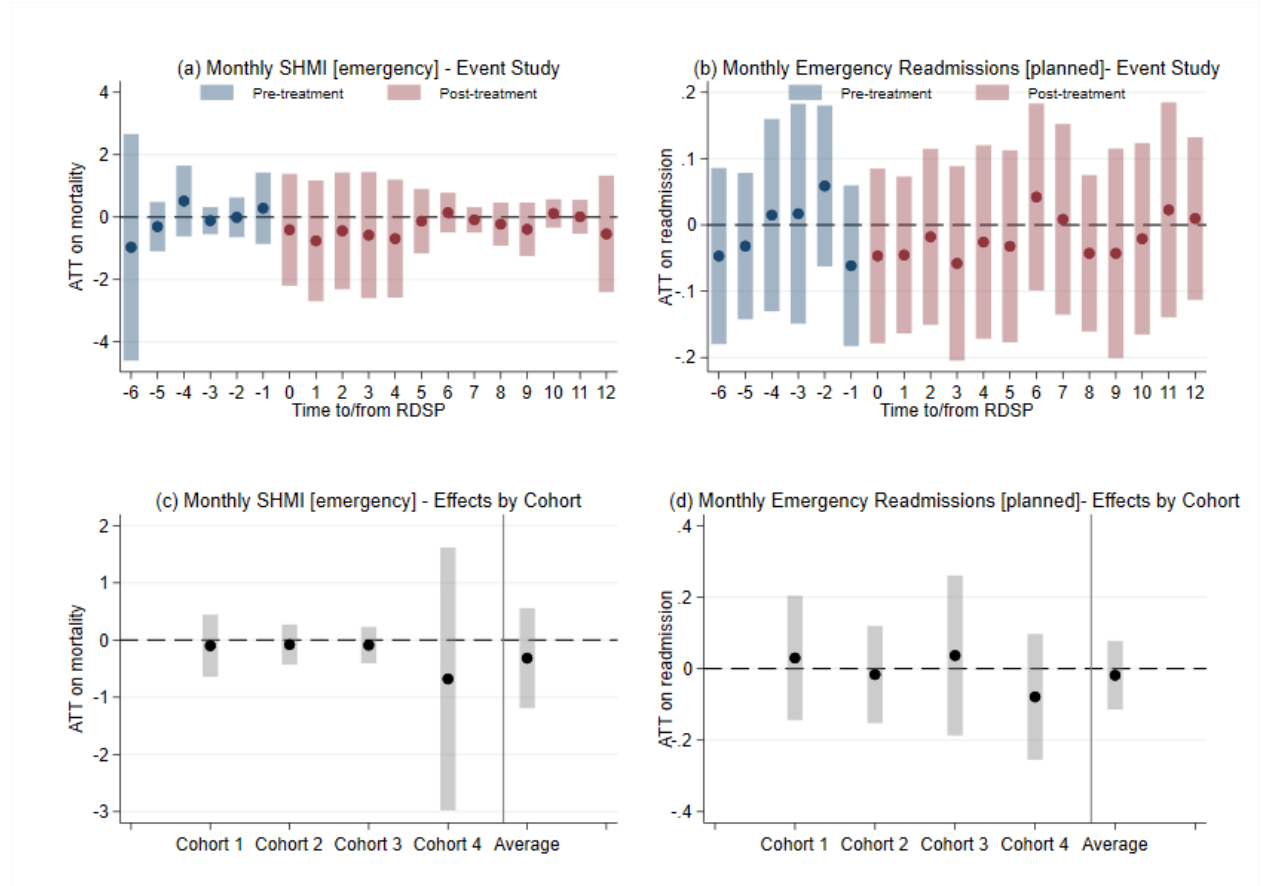 (a) Monthly SHMI [emergency] - Event Study
Pre-treatment Post-treatment
4
2
0
-2
-4
ATT on mortality
-6 -5 -4 -3 -2 -1 0 1 2 3 4 5 6 7 8 9 10 11 12
Time to/from RDSP
(b) Monthly Emergency Readmissions [planned]- Event Study
Pre-treatment Post-treatment
.2
.1
0
-.1
-.2
ATT on readmission
-6 -5 -4 -3 -2 -1 0 1 2 3 4 5 6 7 8 9 10 11 12
Time to/from RDSP
(c) Monthly SHMI [emergency] - Effects by Cohort
2
1
0
-1
-2
-3
ATT on mortality
Cohort 1 Cohort 2 Cohort 3 Cohort 4 Average
(d) Monthly Emergency Readmissions [planned]- Effects by Cohort
.4
.2
0
-.2
-.4
ATT on readmission
Cohort 1 Cohort 2 Cohort 3 Cohort 4 Average